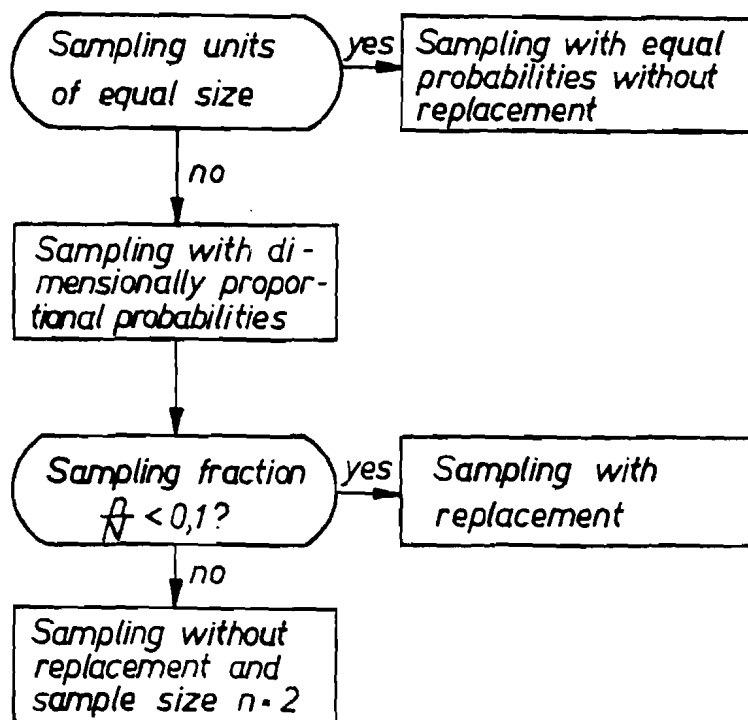 Sampling units
of equal size
yes
Sampling with equal
probabilities without
replacement
no
Sampling with di-
mensionally propor-
tional probabilities
Sampling fraction
n/N < 0,1?
yes
Sampling with
replacement
no
Sampling without
replacement and
sample size n = 2